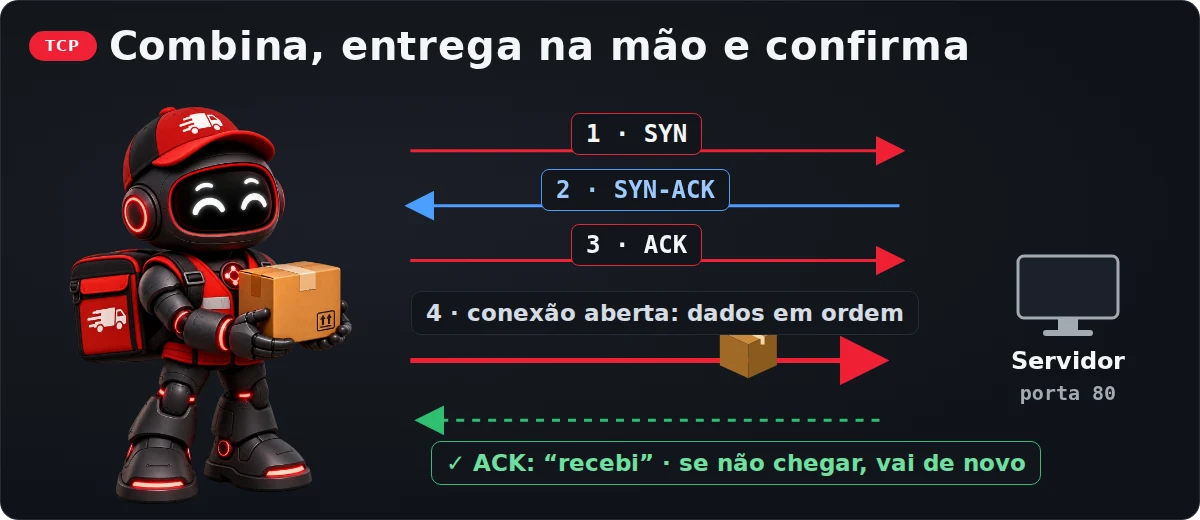 TCP Combina, entrega na mão e confirma
1 · SYN
2 · SYN-ACK
3 · ACK
4 · conexão aberta: dados em ordem
Servidor
porta 80
✓ ACK: “recebi” · se não chegar, vai de novo